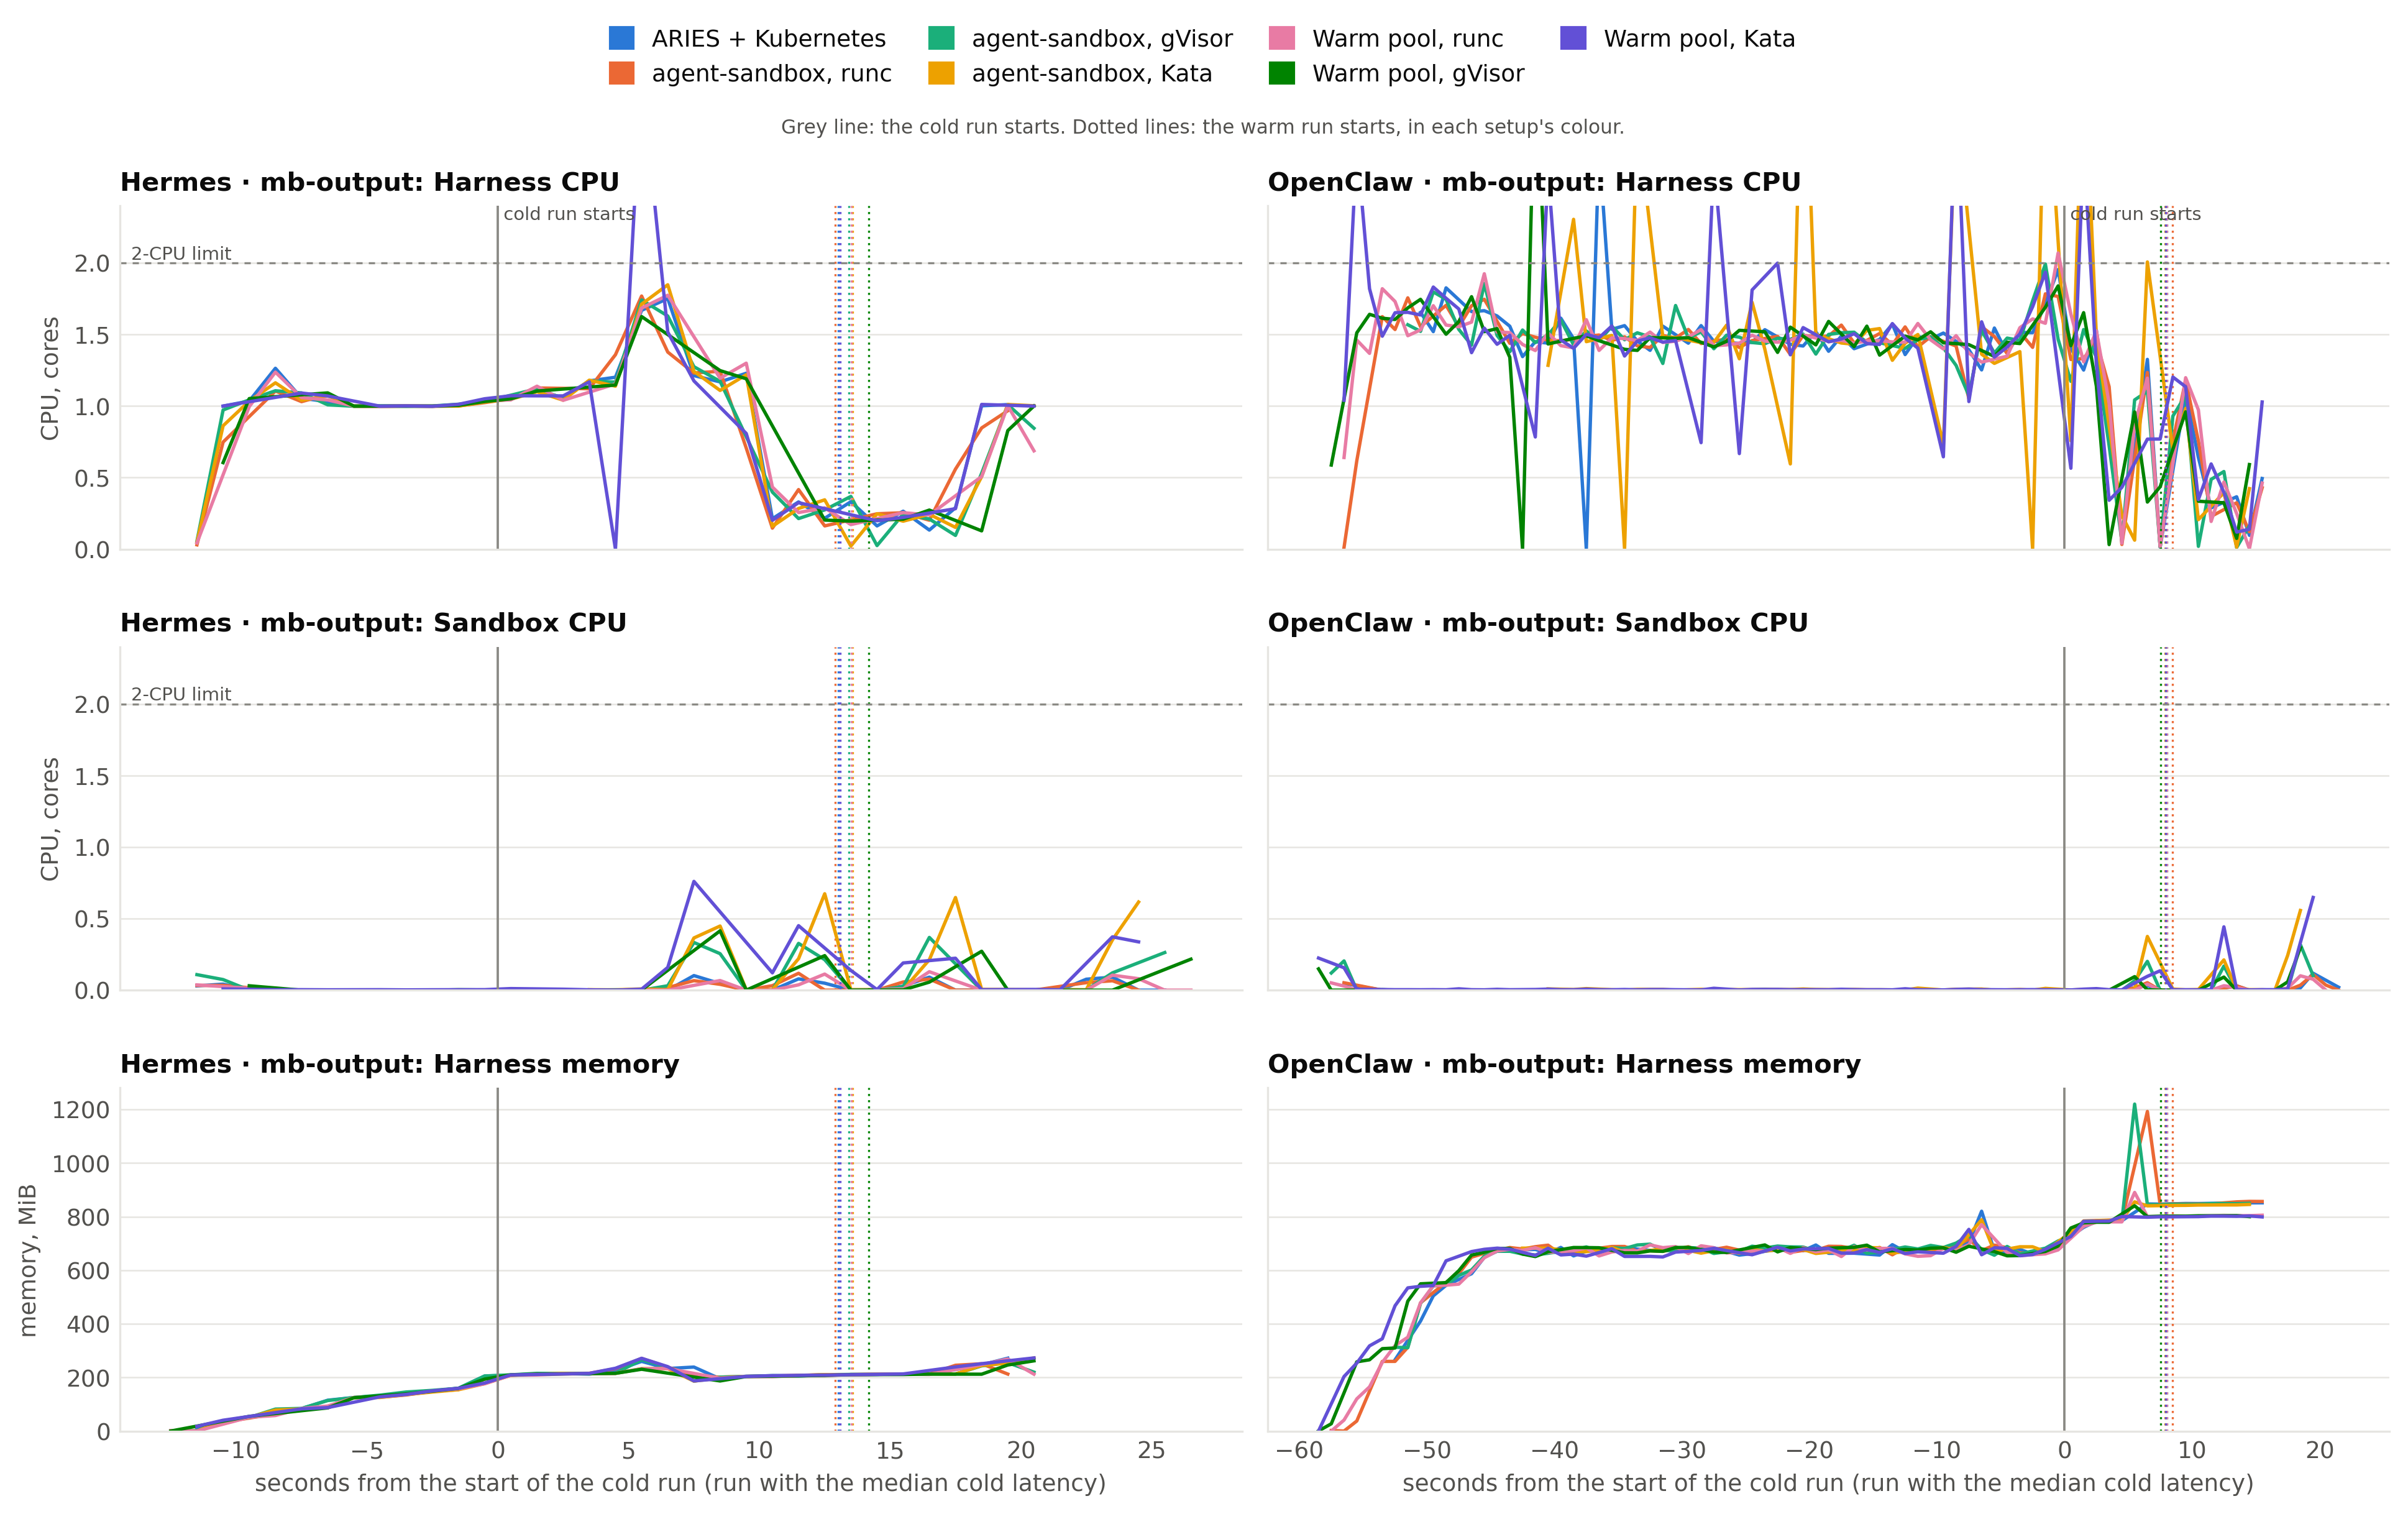 ARIES + Kubernetes
agent-sandbox, runc
agent-sandbox, gVisor
agent-sandbox, Kata
Warm pool, runc
Warm pool, gVisor
Warm pool, Kata
Grey line: the cold run starts. Dotted lines: the warm run starts, in each setup's colour.
Hermes · mb-output: Harness CPU
cold run starts
2-CPU limit
CPU, cores
2.0
1.5
1.0
0.5
0.0
OpenClaw · mb-output: Harness CPU
cold run starts
Hermes · mb-output: Sandbox CPU
2-CPU limit
CPU, cores
2.0
1.5
1.0
0.5
0.0
OpenClaw · mb-output: Sandbox CPU
Hermes · mb-output: Harness memory
memory, MiB
1200
1000
800
600
400
200
0
−10 −5 0 5 10 15 20 25
seconds from the start of the cold run (run with the median cold latency)
OpenClaw · mb-output: Harness memory
−60 −50 −40 −30 −20 −10 0 10 20
seconds from the start of the cold run (run with the median cold latency)